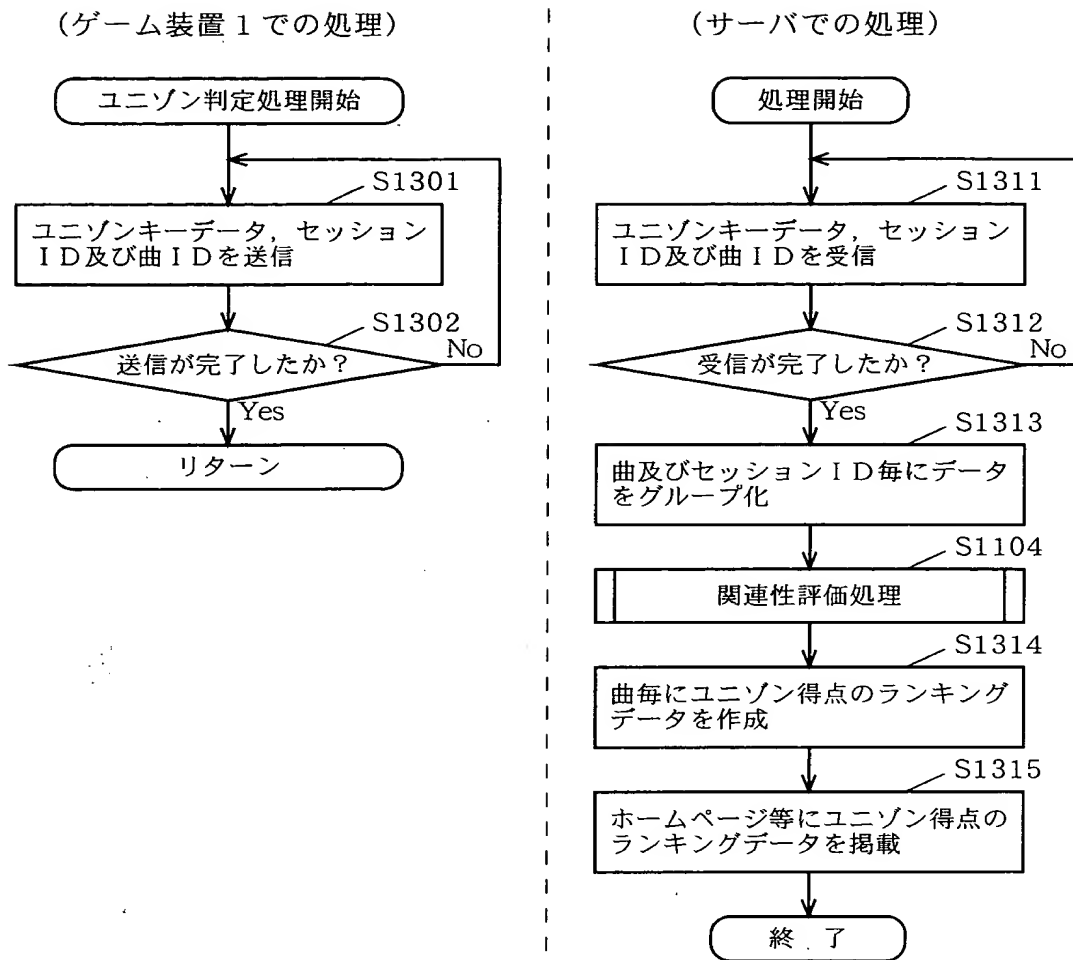 (ゲーム装置1での処理)
ユニゾン判定処理開始
S1301
ユニゾンキーデータ，セッション
ＩＤ及び曲ＩＤを送信
S1302
送信が完了したか？
No
Yes
リターン
(サーバでの処理)
処理開始
S1311
ユニゾンキーデータ，セッション
ＩＤ及び曲ＩＤを受信
S1312
受信が完了したか？
No
Yes
S1313
曲及びセッションＩＤ毎にデータ
をグループ化
S1104
関連性評価処理
S1314
曲毎にユニゾン得点のランキング
データを作成
S1315
ホームページ等にユニゾン得点の
ランキングデータを掲載
終　了